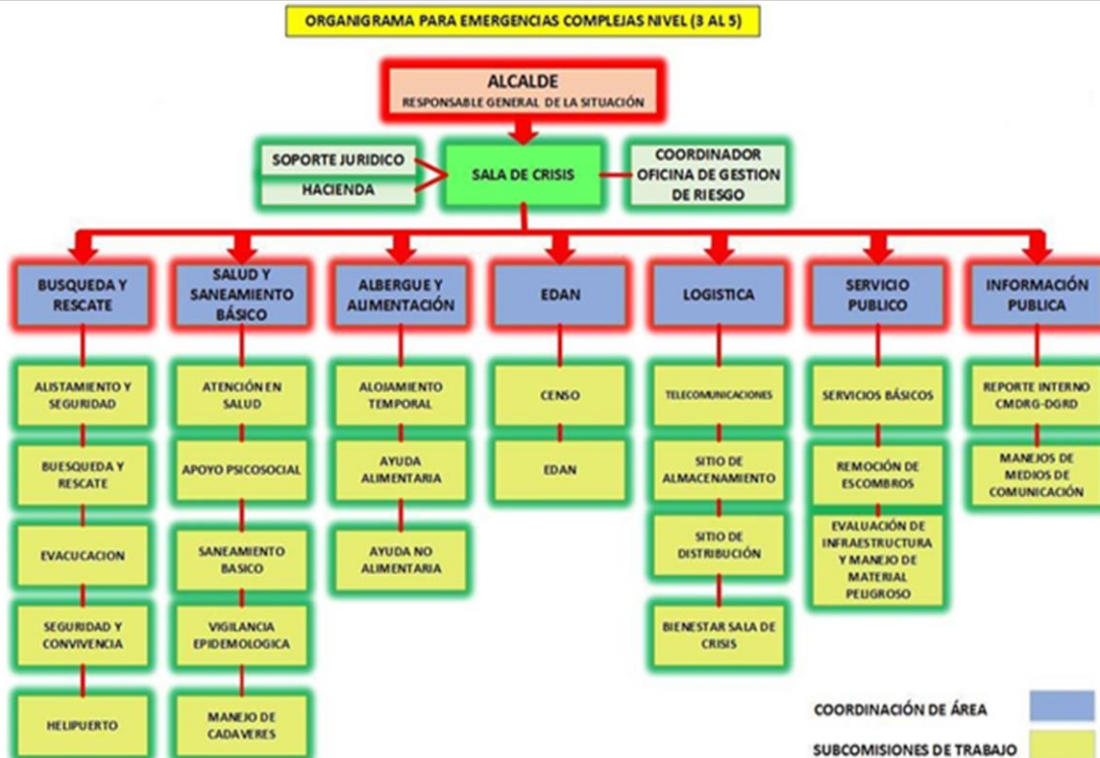 ORGANIGRAMA PARA EMERGENCIAS COMPLEJAS NIVEL (3 AL 5)
ALCALDE
RESPONSABLE GENERAL DE LA SITUACIÓN
SOPORTE JURIDICO
HACIENDA
SALA DE CRISIS
COORDINADOR
OFICINA DE GESTION
DE RIESGO
BUSQUEDA Y
RESCATE
SALUD Y
SANEAMIENTO
BÁSICO
ALBERGUE Y
ALIMENTACIÓN
EDAN
LOGISTICA
SERVICIO
PUBLICO
INFORMACIÓN
PUBLICA
ALISTAMIENTO Y
SEGURIDAD
BUESQUEDA Y
RESCATE
EVACUCACION
SEGURIDAD Y
CONVIVENCIA
HELIPUERTO
ATENCIÓN EN
SALUD
APOYO PSICOSOCIAL
SANEAMIENTO
BASICO
VIGILANCIA
EPIDEMOLOGICA
MANEJO DE
CADAVERES
ALOJAMIENTO
TEMPORAL
AYUDA
ALIMENTARIA
AYUDA NO
ALIMENTARIA
CENSO
EDAN
TELECOMUNICACIONES
SITIO DE
ALMACENAMIENTO
SITIO DE
DISTRIBUCIÓN
BIENESTAR SALA DE
CRISIS
SERVICIOS BÁSICOS
REMOCIÓN DE
ESCOMBROS
EVALUACIÓN DE
INFRAESTRUCTURA
Y MANEJO DE
MATERIAL
PELIGROSO
REPORTE INTERNO
CMDRG-DGRD
MANEJOS DE
MEDIOS DE
COMUNICACIÓN
COORDINACIÓN DE ÁREA
SUBCOMISIONES DE TRABAJO